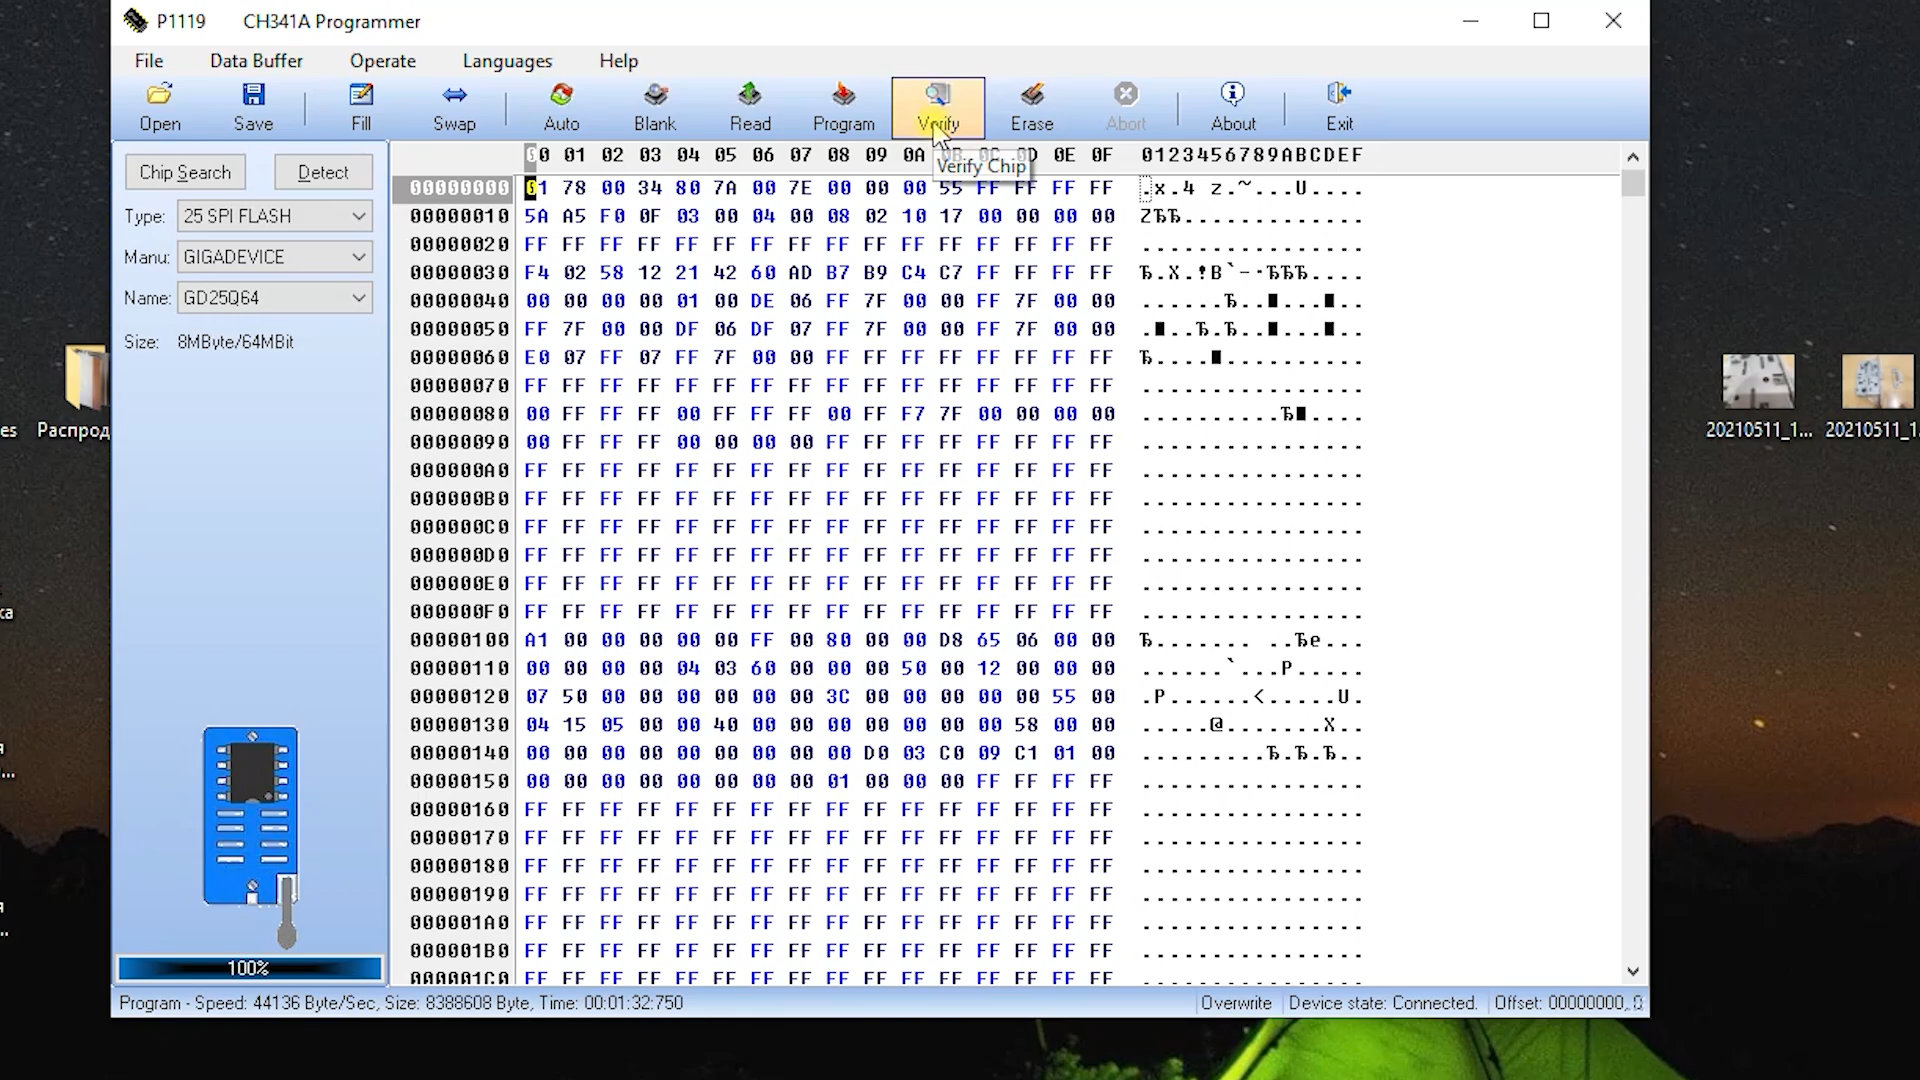 P1119 CH341A Programmer
File Data Buffer Operate Languages Help
Open Save Fill Swap Auto Blank Read Program Verify Erase Abort About Exit
Verify Chip
Chip Search Detect
Type: 25 SPI FLASH
Manu: GIGADEVICE
Name: GD25Q64
Size: 8MByte/64MBit
01 02 03 04 05 06 07 08 09 0A 0E 0F 0123456789ABCDEF
00000000 01 78 00 34 80 7A 00 7E 00 00 00 55 FF FF FF FF .x.4 z.~...U....
00000010 5A A5 F0 0F 03 00 04 00 08 02 10 17 00 00 00 00 ZЂЂ.............
00000020 FF FF FF FF FF FF FF FF FF FF FF FF FF FF FF FF ................
00000030 F4 02 58 12 21 42 60 AD B7 B9 C4 C7 FF FF FF FF Ђ.X.!B`-·ЂЂЂ....
00000040 00 00 00 00 01 00 DE 06 FF 7F 00 00 FF 7F 00 00 ......Ђ..■...■..
00000050 FF 7F 00 00 DF 06 DF 07 FF 7F 00 00 FF 7F 00 00 .■..Ђ.Ђ..■...■..
00000060 E0 07 FF 07 FF 7F 00 00 FF FF FF FF FF FF FF FF Ђ....■..........
00000070 FF FF FF FF FF FF FF FF FF FF FF FF FF FF FF FF ................
00000080 00 FF FF FF 00 FF FF FF 00 FF F7 7F 00 00 00 00 ..........Ђ■....
00000090 00 FF FF FF 00 00 00 00 FF FF FF FF FF FF FF FF ................
000000A0 FF FF FF FF FF FF FF FF FF FF FF FF FF FF FF FF ................
000000B0 FF FF FF FF FF FF FF FF FF FF FF FF FF FF FF FF ................
000000C0 FF FF FF FF FF FF FF FF FF FF FF FF FF FF FF FF ................
000000D0 FF FF FF FF FF FF FF FF FF FF FF FF FF FF FF FF ................
000000E0 FF FF FF FF FF FF FF FF FF FF FF FF FF FF FF FF ................
000000F0 FF FF FF FF FF FF FF FF FF FF FF FF FF FF FF FF ................
00000100 A1 00 00 00 00 00 FF 00 80 00 00 D8 65 06 00 00 Ђ....... ..Ђe...
00000110 00 00 00 00 04 03 60 00 00 00 50 00 12 00 00 00 ......`...P.....
00000120 07 50 00 00 00 00 00 00 3C 00 00 00 00 00 55 00 .P......<.....U.
00000130 04 15 05 00 00 40 00 00 00 00 00 00 00 58 00 00 .....@.......X..
00000140 00 00 00 00 00 00 00 00 00 D0 03 C0 09 C1 01 00 .........Ђ.Ђ.Ђ..
00000150 00 00 00 00 00 00 00 00 01 00 00 00 FF FF FF FF ................
00000160 FF FF FF FF FF FF FF FF FF FF FF FF FF FF FF FF ................
00000170 FF FF FF FF FF FF FF FF FF FF FF FF FF FF FF FF ................
00000180 FF FF FF FF FF FF FF FF FF FF FF FF FF FF FF FF ................
00000190 FF FF FF FF FF FF FF FF FF FF FF FF FF FF FF FF ................
000001A0 FF FF FF FF FF FF FF FF FF FF FF FF FF FF FF FF ................
000001B0 FF FF FF FF FF FF FF FF FF FF FF FF FF FF FF FF ................
000001C0 FF FF FF FF FF FF FF FF FF FF FF FF FF FF FF FF ................
100%
Program - Speed: 44136 Byte/Sec, Size: 8388608 Byte, Time: 00:01:32:750 Overwrite Device state: Connected. Offset: 00000000,
es Распрод
са
20210511_1... 20210511_1